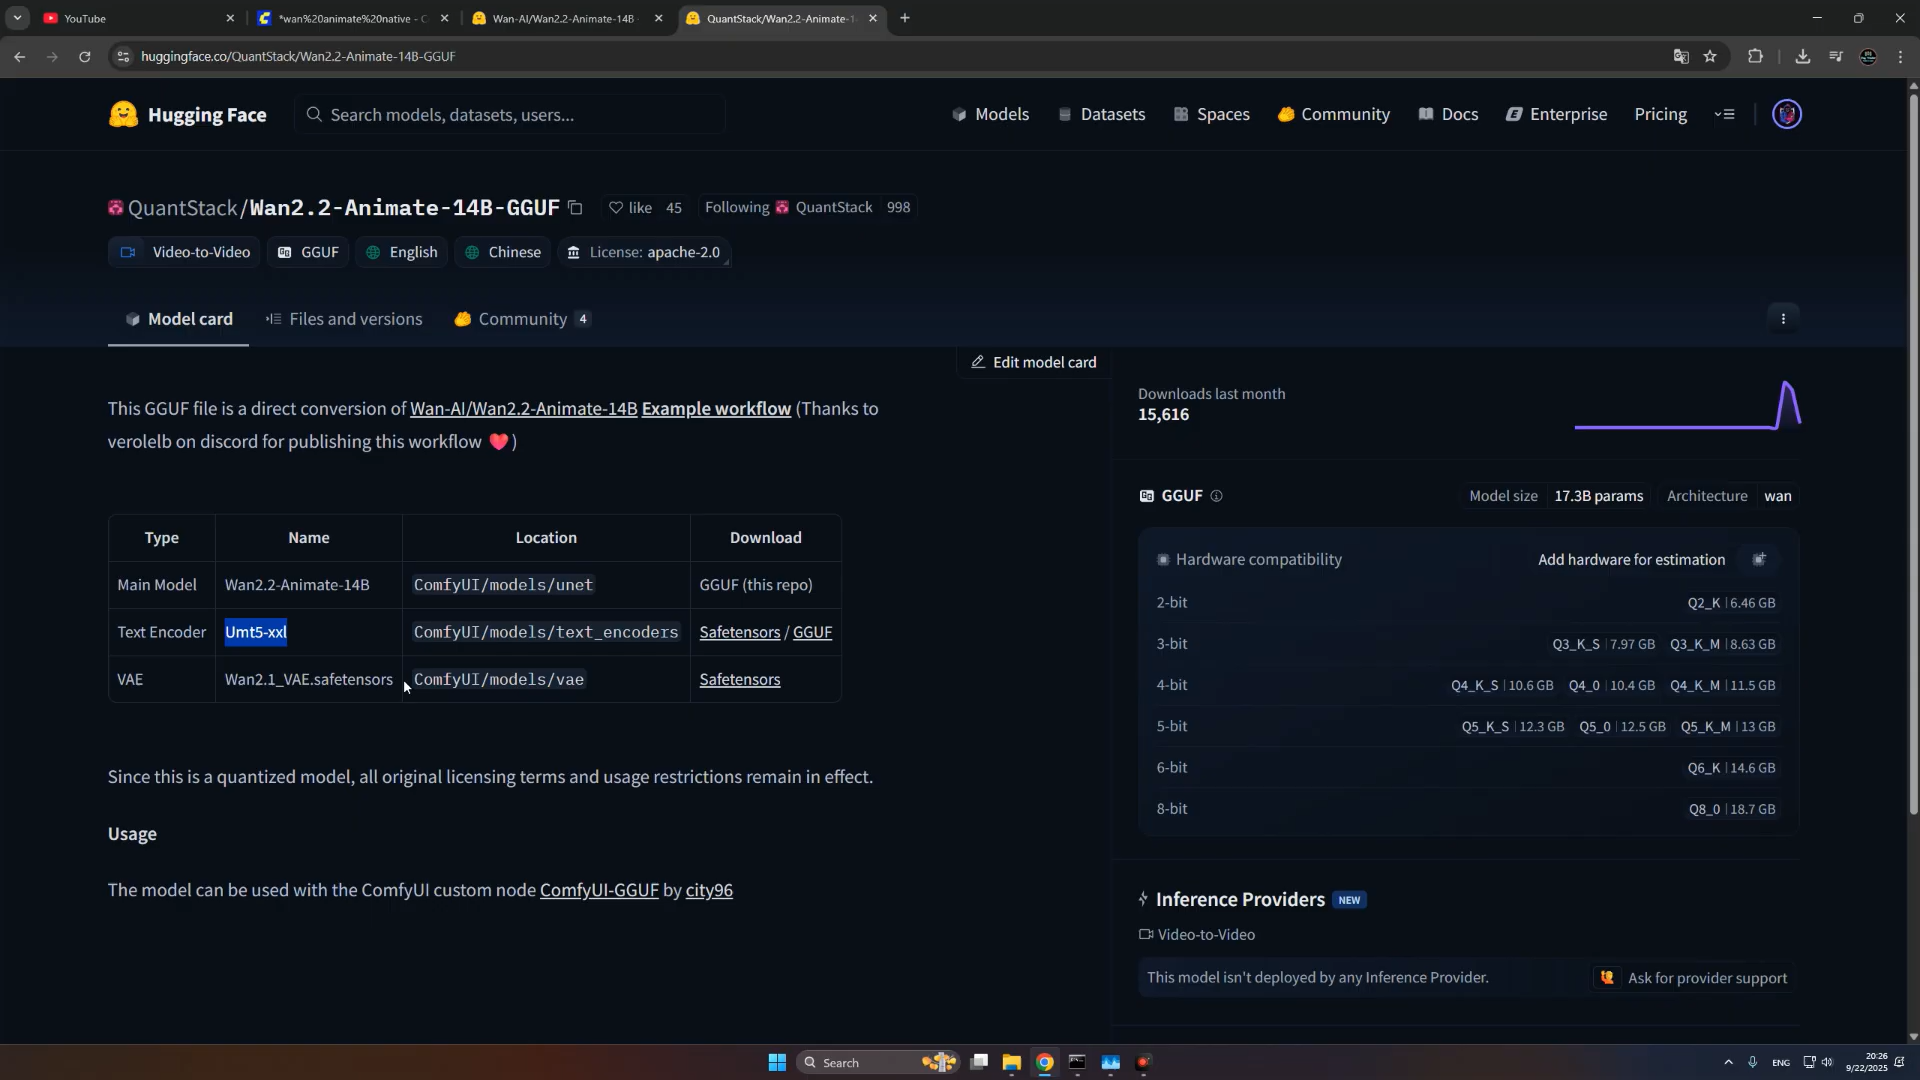 YouTube
*wan%20animate%20native - C
Wan-AI/Wan2.2-Animate-14B
QuantStack/Wan2.2-Animate-1
huggingface.co/QuantStack/Wan2.2-Animate-14B-GGUF
Hugging Face
Search models, datasets, users...
Models
Datasets
Spaces
Community
Docs
Enterprise
Pricing
QuantStack/Wan2.2-Animate-14B-GGUF
like 45
Following QuantStack 998
Video-to-Video
GGUF
English
Chinese
License: apache-2.0
Model card
Files and versions
Community 4
Edit model card
This GGUF file is a direct conversion of Wan-AI/Wan2.2-Animate-14B Example workflow (Thanks to
verolelb on discord for publishing this workflow ❤️)
Type Name Location Download
Main Model Wan2.2-Animate-14B ComfyUI/models/unet GGUF (this repo)
Text Encoder Umt5-xxl ComfyUI/models/text_encoders Safetensors / GGUF
VAE Wan2.1_VAE.safetensors ComfyUI/models/vae Safetensors
Since this is a quantized model, all original licensing terms and usage restrictions remain in effect.
Usage
The model can be used with the ComfyUI custom node ComfyUI-GGUF by city96
Downloads last month
15,616
GGUF
Model size 17.3B params
Architecture wan
Hardware compatibility
Add hardware for estimation
2-bit Q2_K 6.46 GB
3-bit Q3_K_S 7.97 GB Q3_K_M 8.63 GB
4-bit Q4_K_S 10.6 GB Q4_0 10.4 GB Q4_K_M 11.5 GB
5-bit Q5_K_S 12.3 GB Q5_0 12.5 GB Q5_K_M 13 GB
6-bit Q6_K 14.6 GB
8-bit Q8_0 18.7 GB
Inference Providers NEW
Video-to-Video
This model isn't deployed by any Inference Provider.
Ask for provider support
Search
ENG
20:26
9/22/2025